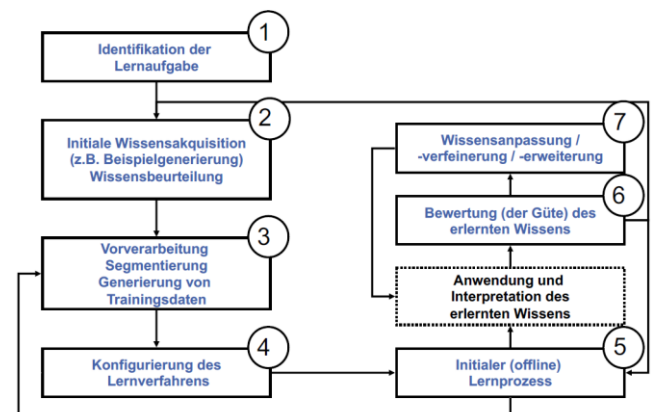 1
Identifikation der
Lernaufgabe
2
Initiale Wissensakquisition
(z.B. Beispielgenerierung)
Wissensbeurteilung
3
Vorverarbeitung
Segmentierung
Generierung von
Trainingsdaten
4
Konfigurierung des
Lernverfahrens
5
Initialer (offline)
Lernprozess
Anwendung und
Interpretation des
erlernten Wissens
6
Bewertung (der Güte) des
erlernten Wissens
7
Wissensanpassung /
-verfeinerung / -erweiterung